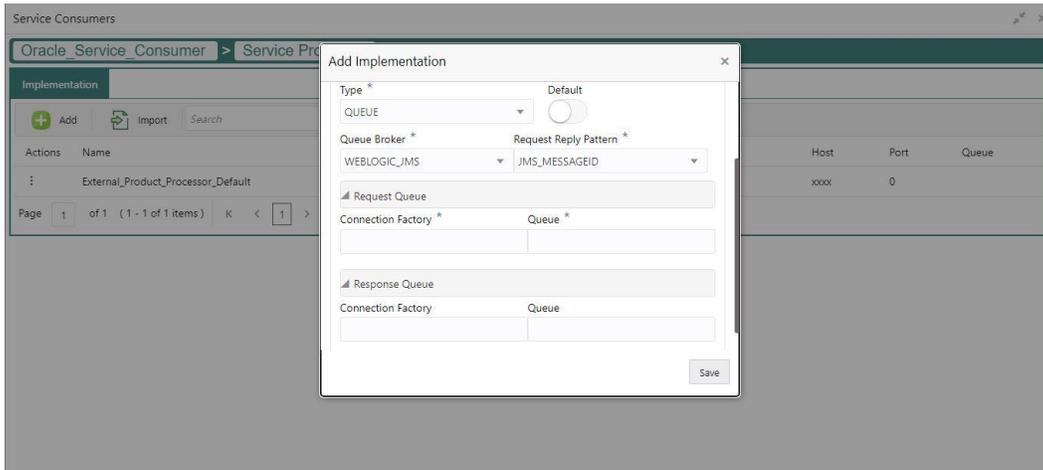 Service Consumers
Oracle_Service_Consumer > Service Pro
Implementation
Add Import Search
Actions Name Host Port Queue
External_Product_Processor_Default xxxx 0
Page 1 of 1 (1 - 1 of 1 items) K < 1 >
Add Implementation ×
Type * Default
QUEUE
Queue Broker * Request Reply Pattern *
WEBLOGIC_JMS JMS_MESSAGEID
Request Queue
Connection Factory * Queue *
Response Queue
Connection Factory Queue
Save